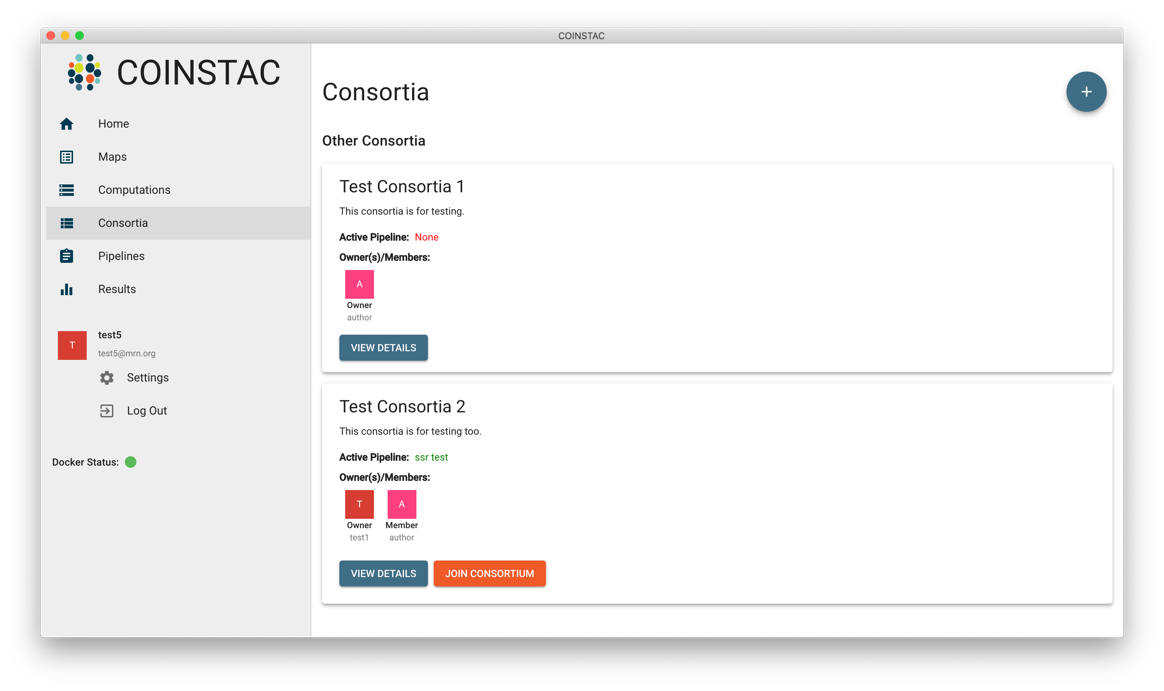 COINSTAC
COINSTAC
Home
Maps
Computations
Consortia
Pipelines
Results
T
test5
test5@mrn.org
Settings
Log Out
Docker Status:
Consortia
+
Other Consortia
Test Consortia 1
This consortia is for testing.
Active Pipeline: None
Owner(s)/Members:
A
Owner
author
VIEW DETAILS
Test Consortia 2
This consortia is for testing too.
Active Pipeline: ssr test
Owner(s)/Members:
T A
Owner Member
test1 author
VIEW DETAILS JOIN CONSORTIUM